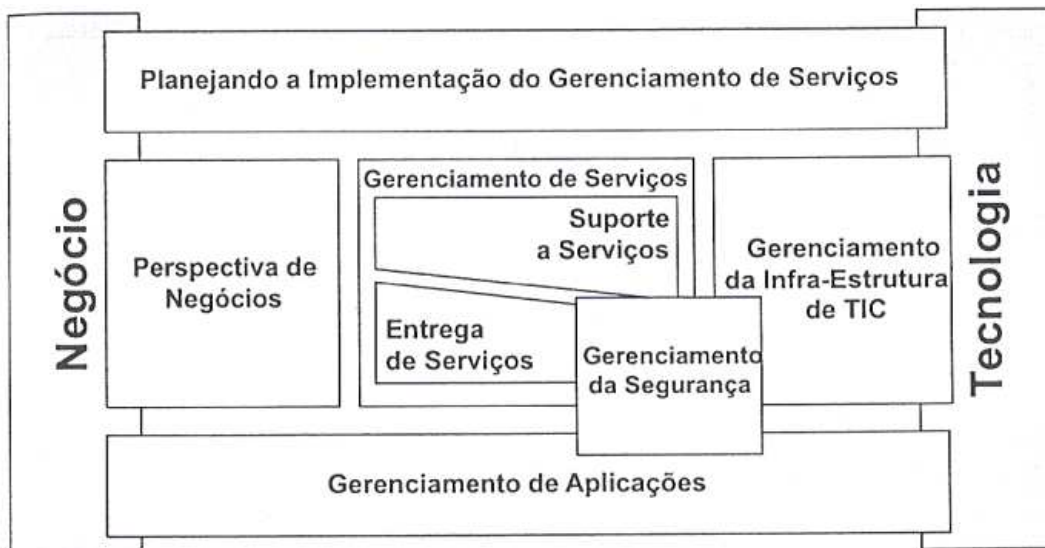 Planejando a Implementação do Gerenciamento de Serviços
Negócio
Perspectiva de
Negócios
Gerenciamento de Serviços
Suporte
a Serviços
Entrega
de Serviços
Gerenciamento
da Segurança
Gerenciamento
da Infra-Estrutura
de TIC
Tecnologia
Gerenciamento de Aplicações